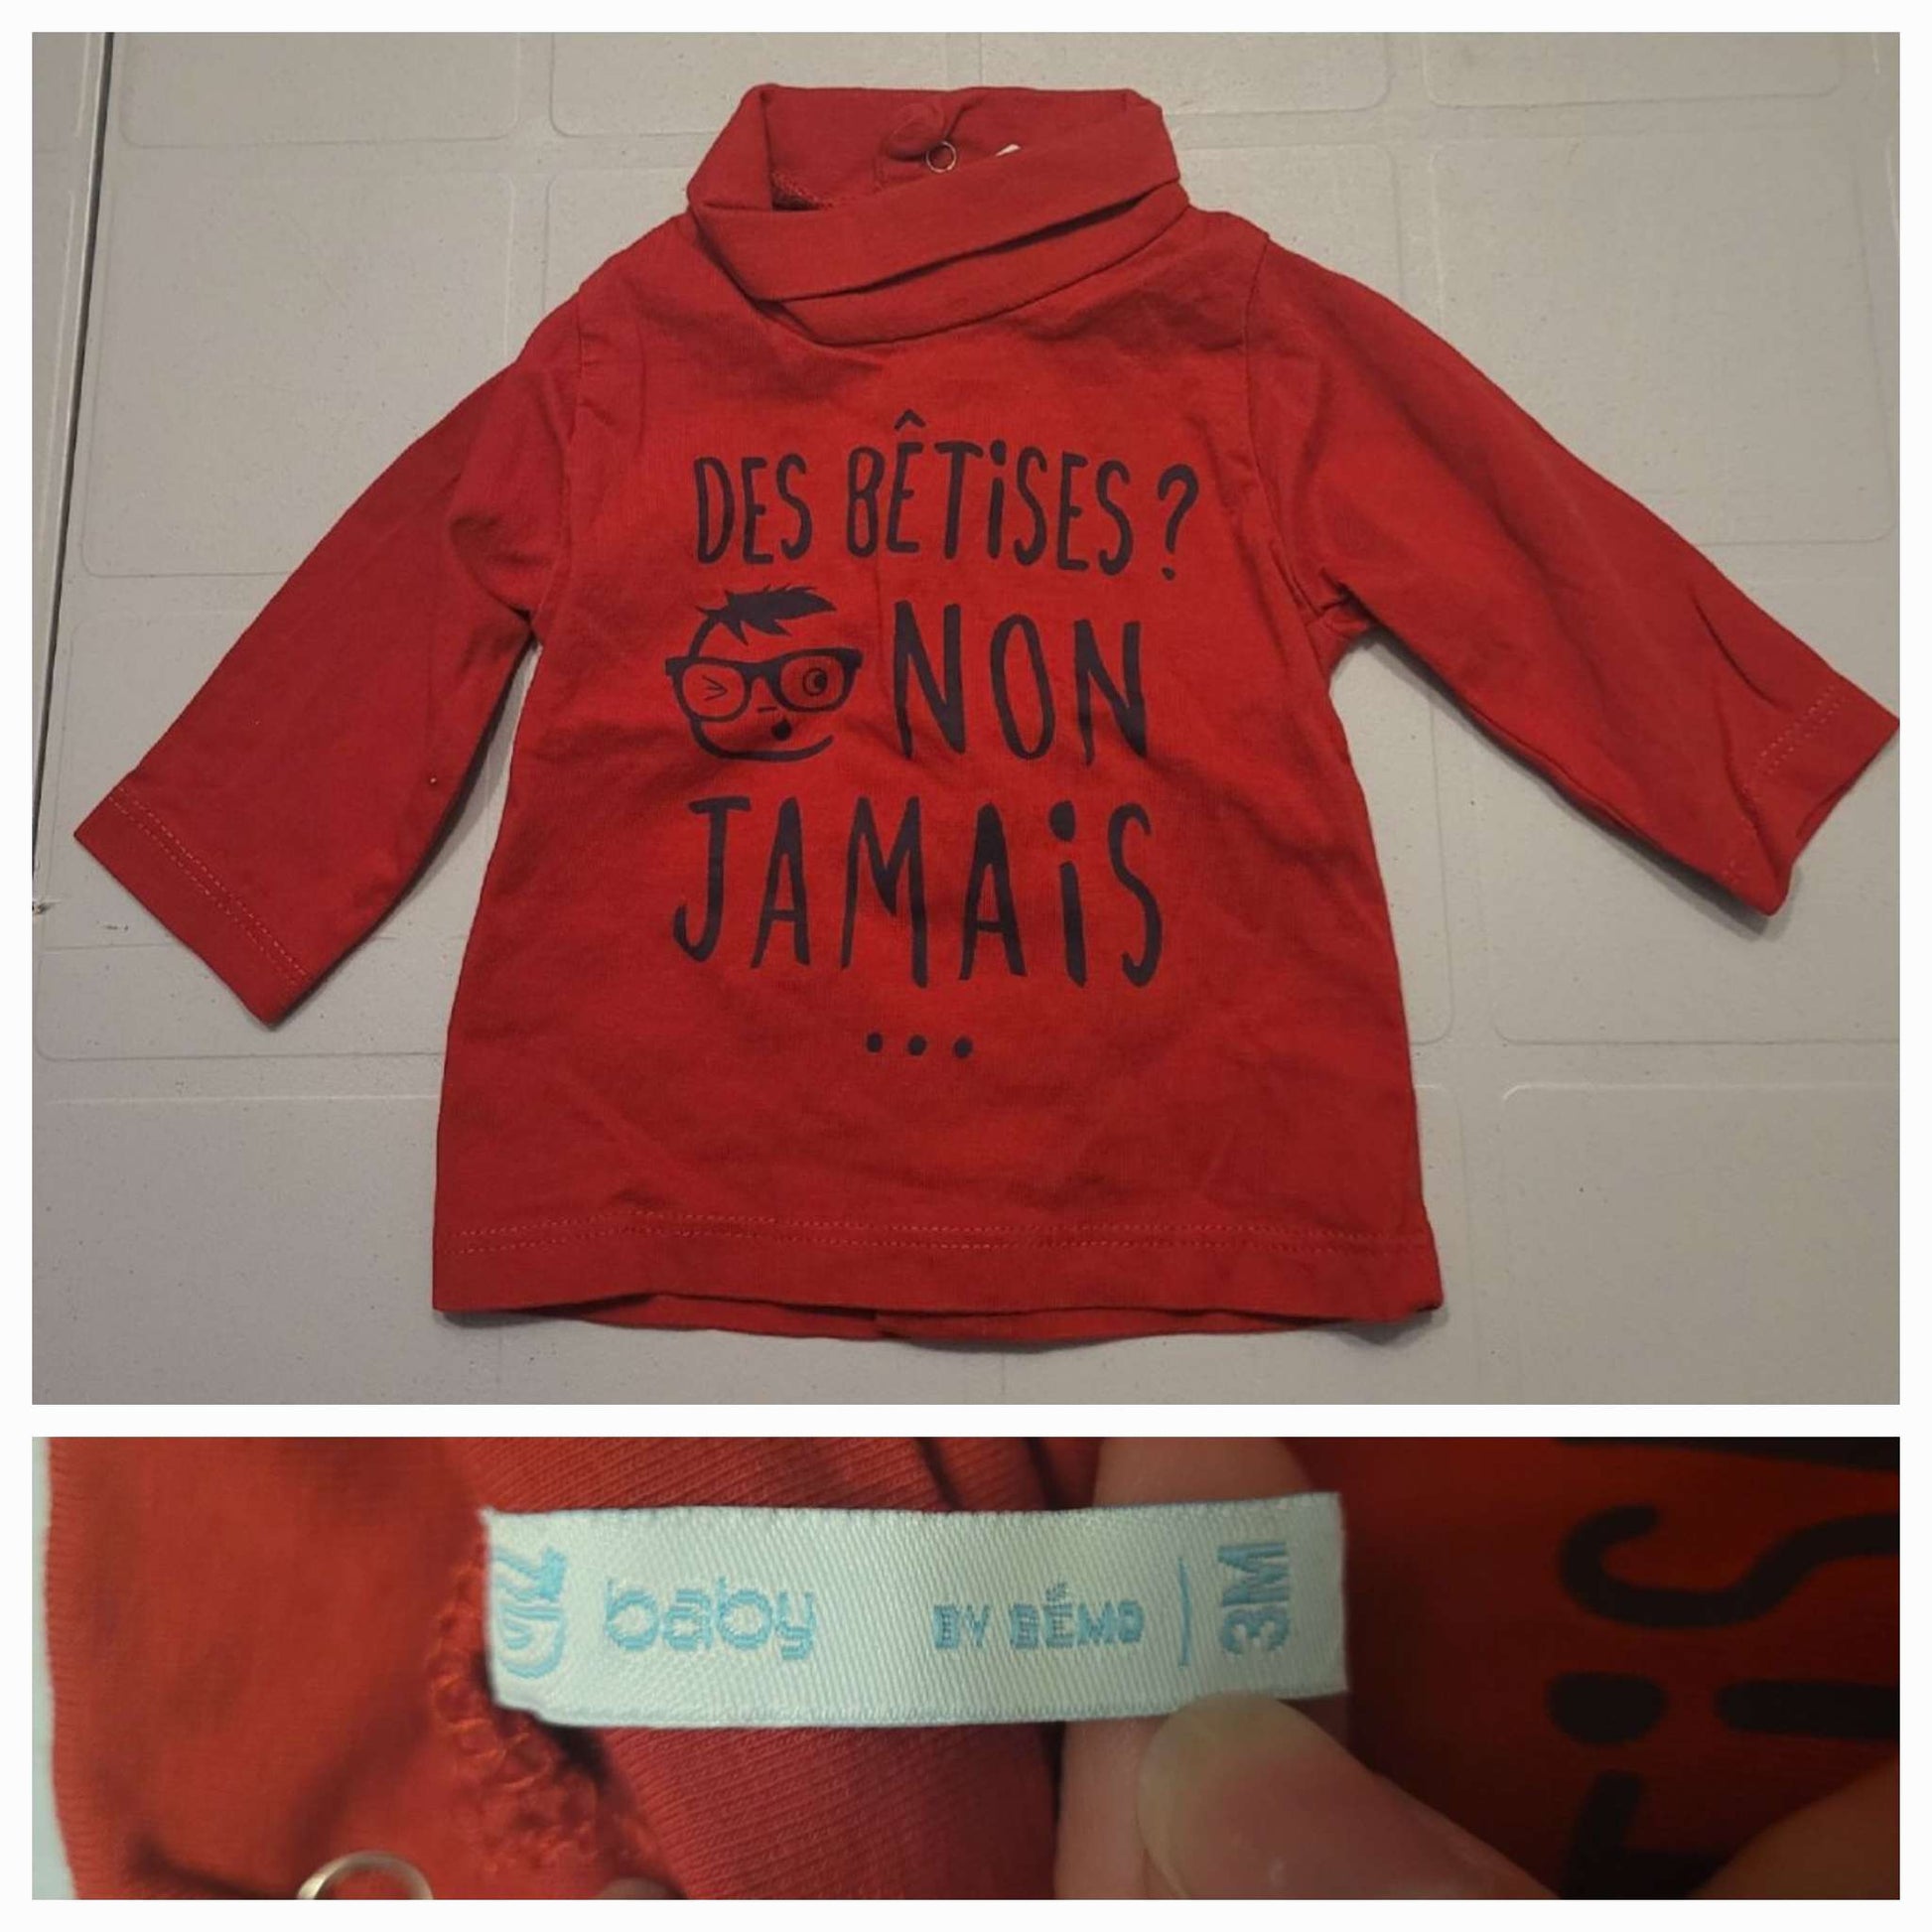 DES BÊTiSES ?
NON
JAMAiS
...
baby BY BÉMO 3M